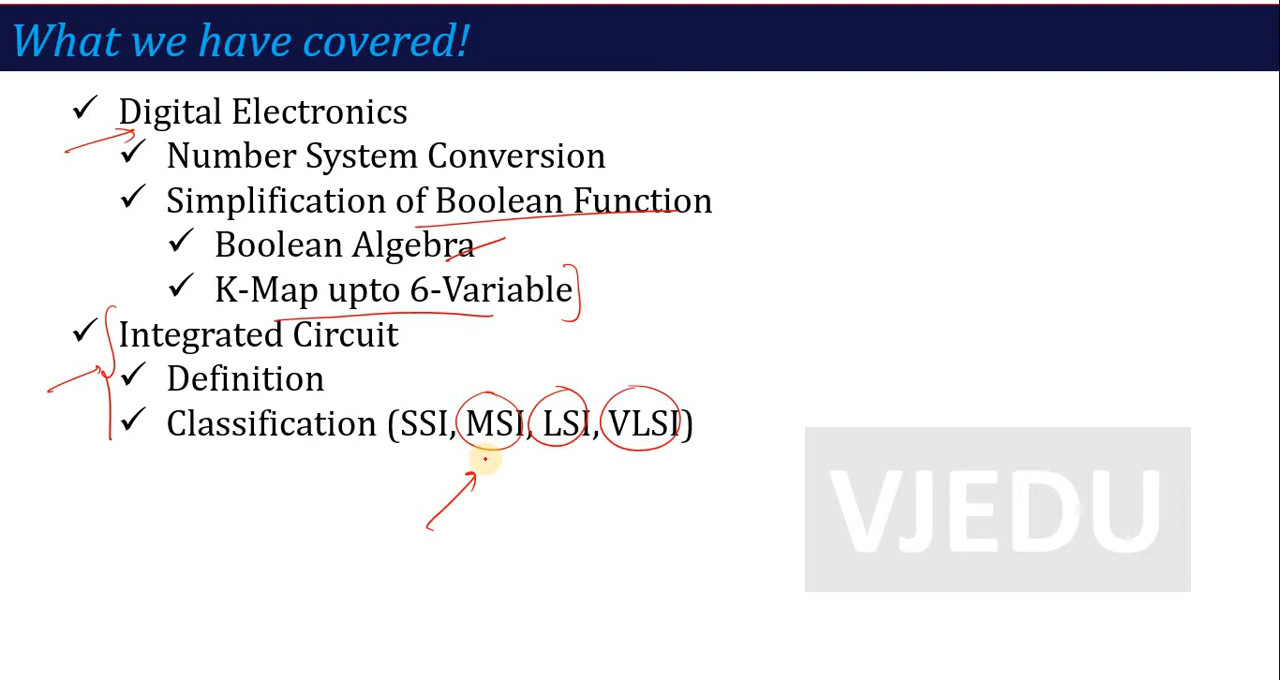 What we have covered!
✓ Digital Electronics
✓ Number System Conversion
✓ Simplification of Boolean Function
✓ Boolean Algebra
✓ K-Map upto 6-Variable
✓ Integrated Circuit
✓ Definition
✓ Classification (SSI, MSI, LSI, VLSI)
VJEDU